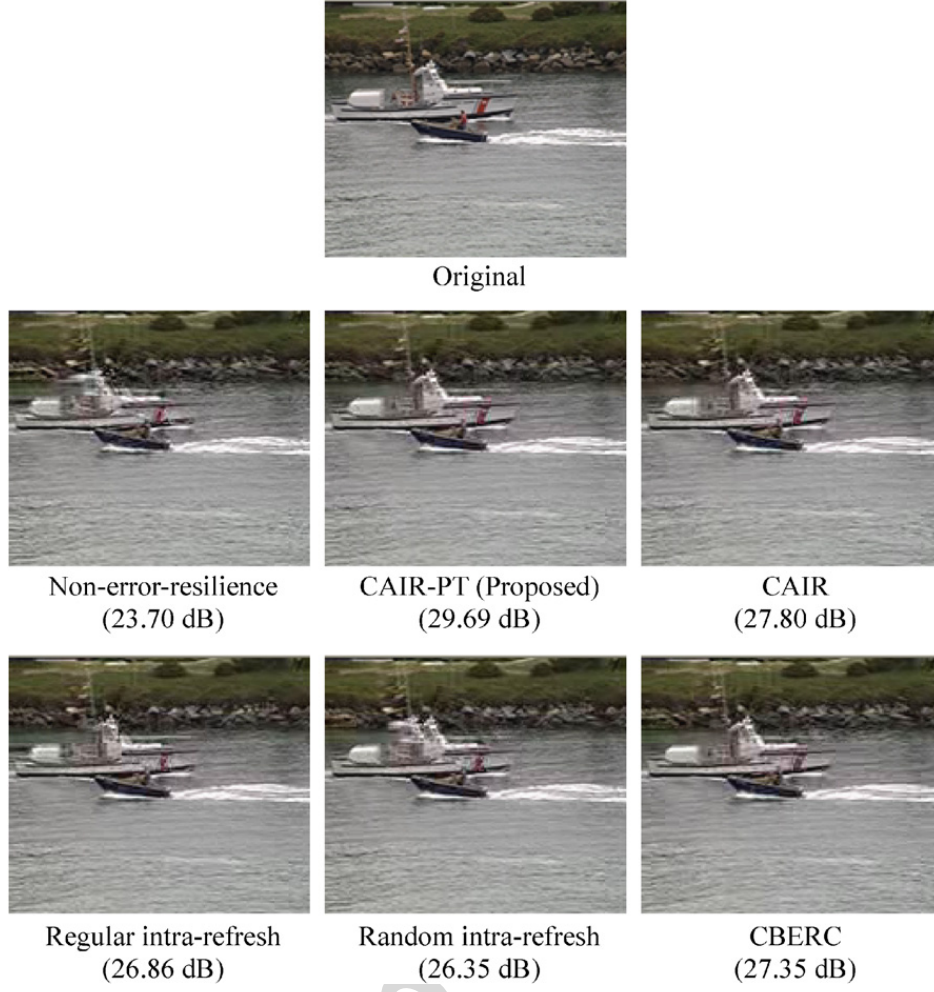 Original
Non-error-resilience
(23.70 dB)
CAIR-PT (Proposed)
(29.69 dB)
CAIR
(27.80 dB)
Regular intra-refresh
(26.86 dB)
Random intra-refresh
(26.35 dB)
CBERC
(27.35 dB)